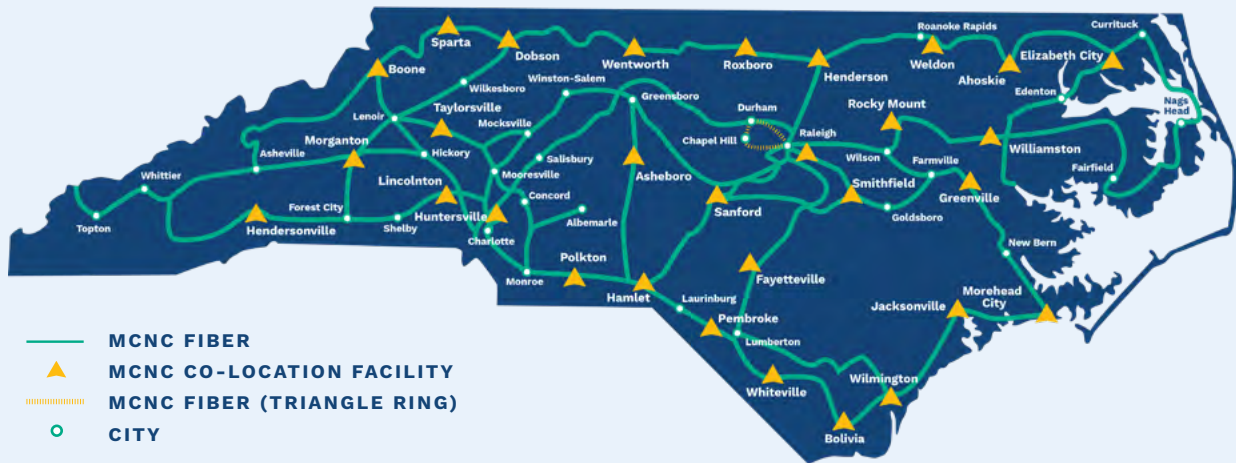 Roanoke Rapids
Currituck
Sparta
Dobson
Wentworth
Roxboro
Henderson
Weldon
Ahoskie
Elizabeth City
Boone
Wilkesboro
Winston-Salem
Greensboro
Durham
Edenton
Nags
Head
Taylorsville
Lenoir
Mocksville
Chapel Hill
Raleigh
Rocky Mount
Morganton
Hickory
Salisbury
Wilson
Farmville
Williamston
Asheville
Mooresville
Asheboro
Fairfield
Whittier
Lincolnton
Concord
Smithfield
Greenville
Topton
Forest City
Huntersville
Albemarle
Sanford
Goldsboro
Hendersonville
Shelby
Charlotte
New Bern
Polkton
Monroe
Fayetteville
Hamlet
Laurinburg
Jacksonville
Morehead
City
Pembroke
Lumberton
Whiteville
Wilmington
Bolivia
MCNC FIBER
MCNC CO-LOCATION FACILITY
MCNC FIBER (TRIANGLE RING)
CITY